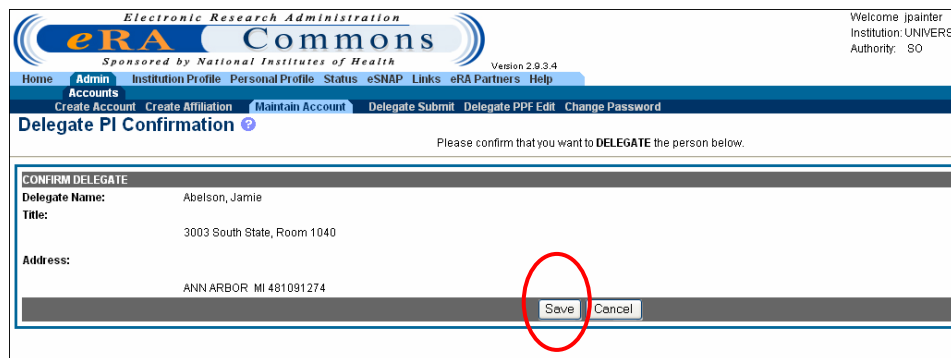 Electronic Research Administration
eRA Commons
Sponsored by National Institutes of Health
Version 2.9.3.4
Welcome jpainter
Institution: UNIVERS
Authority: SO
Home Admin Institution Profile Personal Profile Status eSNAP Links eRA Partners Help
Accounts
Create Account Create Affiliation Maintain Account Delegate Submit Delegate PPF Edit Change Password
Delegate PI Confirmation ?
Please confirm that you want to DELEGATE the person below.
CONFIRM DELEGATE
Delegate Name: Abelson, Jamie
Title:
3003 South State, Room 1040
Address:
ANN ARBOR MI 481091274
Save Cancel